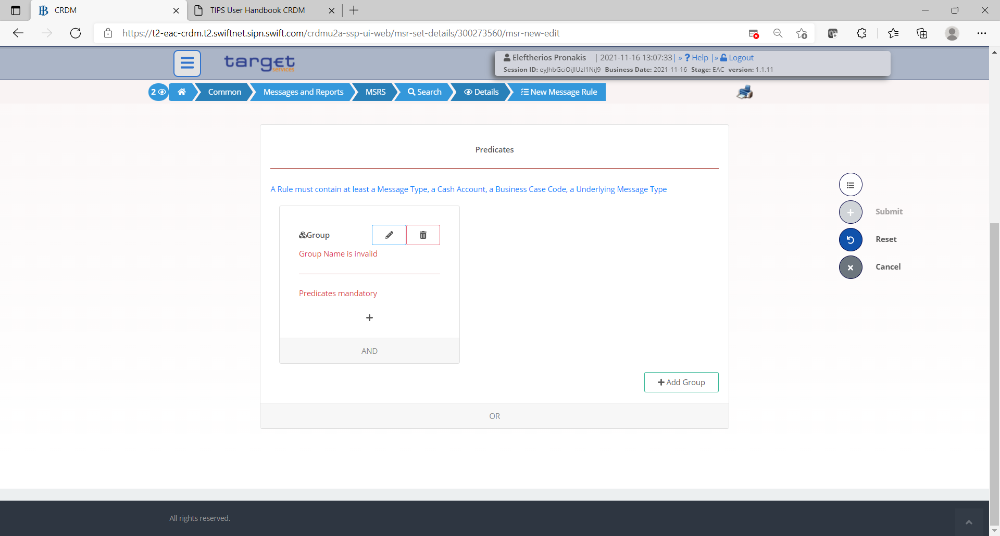 CRDM
TIPS User Handbook CRDM
https://t2-eac-crdm.t2.swiftnet.sipn.swift.com/crdmu2a-ssp-ui-web/msr-set-details/300273560/msr-new-edit
target
services
Eleftherios Pronakis | 2021-11-16 13:07:33| » ? Help |» Logout
Session ID: eyJhbGciOiJIUzI1NiJ9 Business Date: 2021-11-16 Stage: EAC version: 1.1.11
2 Common Messages and Reports MSRS Search Details New Message Rule
Predicates
A Rule must contain at least a Message Type, a Cash Account, a Business Case Code, a Underlying Message Type
Group
Group Name is invalid
Predicates mandatory
+
AND
+ Add Group
OR
Submit
Reset
Cancel
All rights reserved.